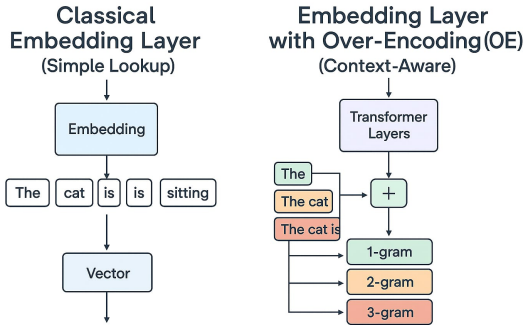 Classical
Embedding Layer
(Simple Lookup)
Embedding
The cat is is sitting
Vector
Embedding Layer
with Over-Encoding(OE)
(Context-Aware)
Transformer
Layers
The
The cat
The cat is
+
1-gram
2-gram
3-gram